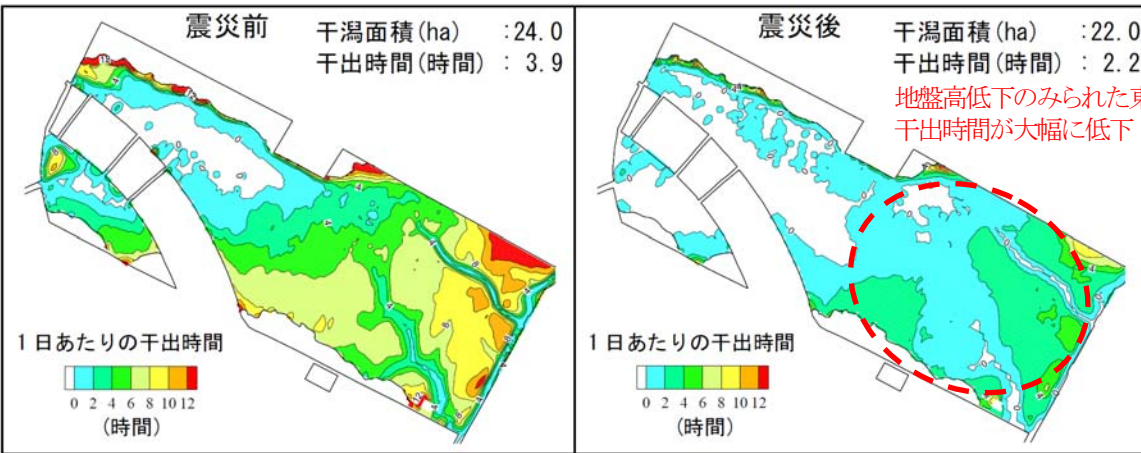 震災前
干潟面積(ha) :24.0
干出時間(時間) : 3.9
1日あたりの干出時間
0 2 4 6 8 10 12
(時間)
震災後
干潟面積(ha) :22.0
干出時間(時間) : 2.2
地盤高低下のみられた東
干出時間が大幅に低下
1日あたりの干出時間
0 2 4 6 8 10 12
(時間)